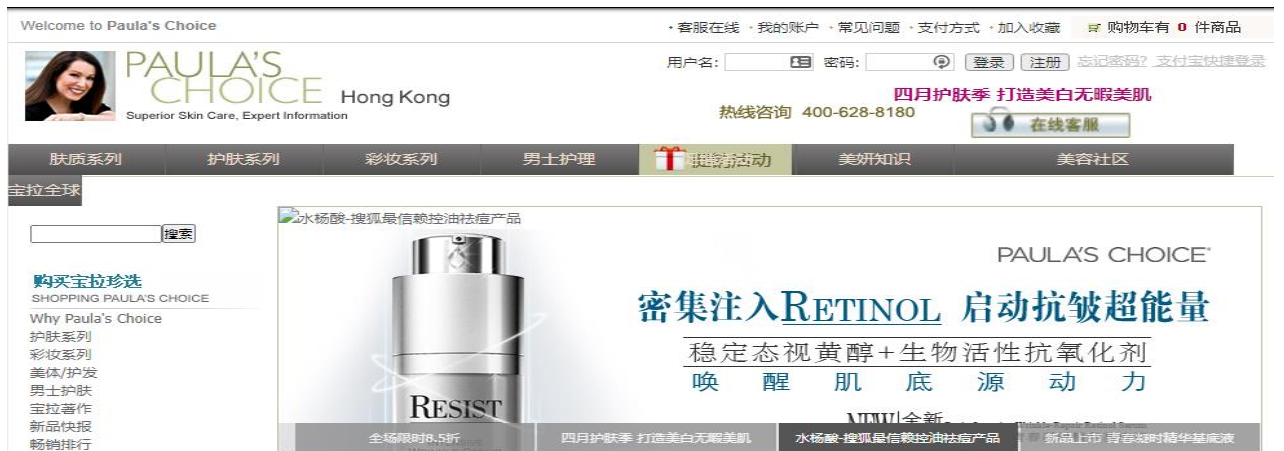 Welcome to Paula's Choice
·客服在线 ·我的账户 ·常见问题 ·支付方式 ·加入收藏
购物车有 0 件商品
PAULA'S
CHOICE Hong Kong
Superior Skin Care, Expert Information
用户名:
密码:
登录
注册
忘记密码?
支付宝快捷登录
四月护肤季 打造美白无暇美肌
热线咨询 400-628-8180
在线客服
肤质系列
护肤系列
彩妆系列
男士护理
活动
美妍知识
美容社区
宝拉全球
搜索
购买宝拉珍选
SHOPPING PAULA'S CHOICE
Why Paula's Choice
护肤系列
彩妆系列
美体/护发
男士护肤
宝拉著作
新品快报
畅销排行
水杨酸-搜狐最信赖控油祛痘产品
PAULA'S CHOICE
密集注入RETINOL 启动抗皱超能量
稳定态视黄醇+生物活性抗氧化剂
唤醒肌底源动力
NEW|全新
RESIST
全场限时8.5折
四月护肤季 打造美白无暇美肌
水杨酸-搜狐最信赖控油祛痘产品
新品上市 青春凝时精华基底液